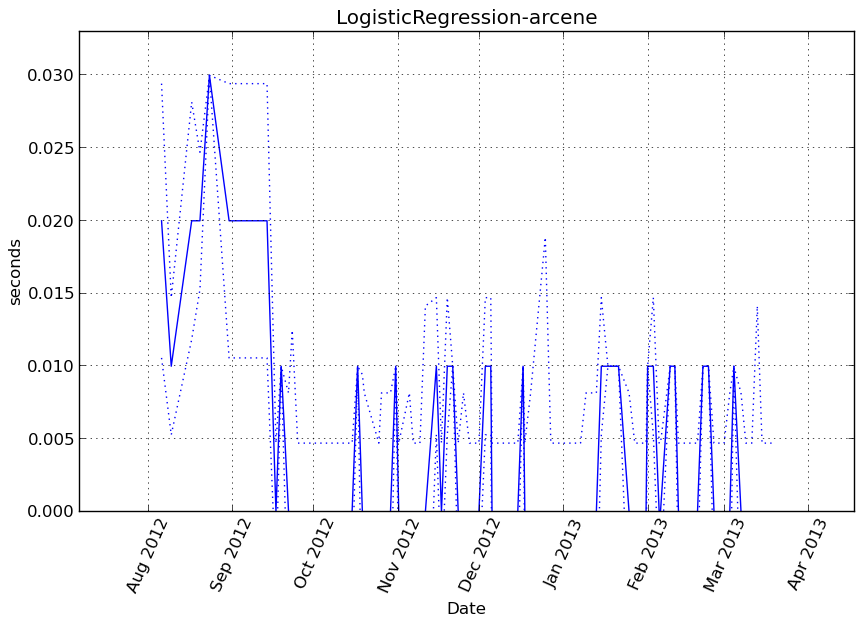 LogisticRegression-arcene
0.030
0.025
0.020
0.015
0.010
0.005
0.000
seconds
Aug 2012
Sep 2012
Oct 2012
Nov 2012
Dec 2012
Jan 2013
Feb 2013
Mar 2013
Apr 2013
Date